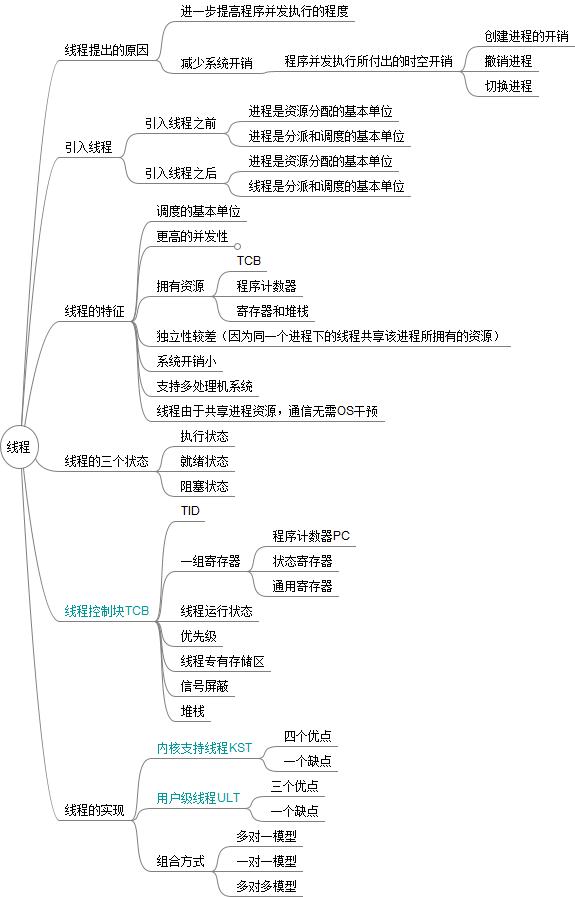 线程
线程提出的原因
进一步提高程序并发执行的程度
减少系统开销
程序并发执行所付出的时空开销
创建进程的开销
撤销进程
切换进程
引入线程
引入线程之前
进程是资源分配的基本单位
进程是分派和调度的基本单位
引入线程之后
进程是资源分配的基本单位
线程是分派和调度的基本单位
线程的特征
调度的基本单位
更高的并发性
拥有资源
TCB
程序计数器
寄存器和堆栈
独立性较差（因为同一个进程下的线程共享该进程所拥有的资源）
系统开销小
支持多处理机系统
线程由于共享进程资源，通信无需OS干预
线程的三个状态
执行状态
就绪状态
阻塞状态
线程控制块TCB
TID
一组寄存器
程序计数器PC
状态寄存器
通用寄存器
线程运行状态
优先级
线程专有存储区
信号屏蔽
堆栈
线程的实现
内核支持线程KST
四个优点
一个缺点
用户级线程ULT
三个优点
一个缺点
组合方式
多对一模型
一对一模型
多对多模型